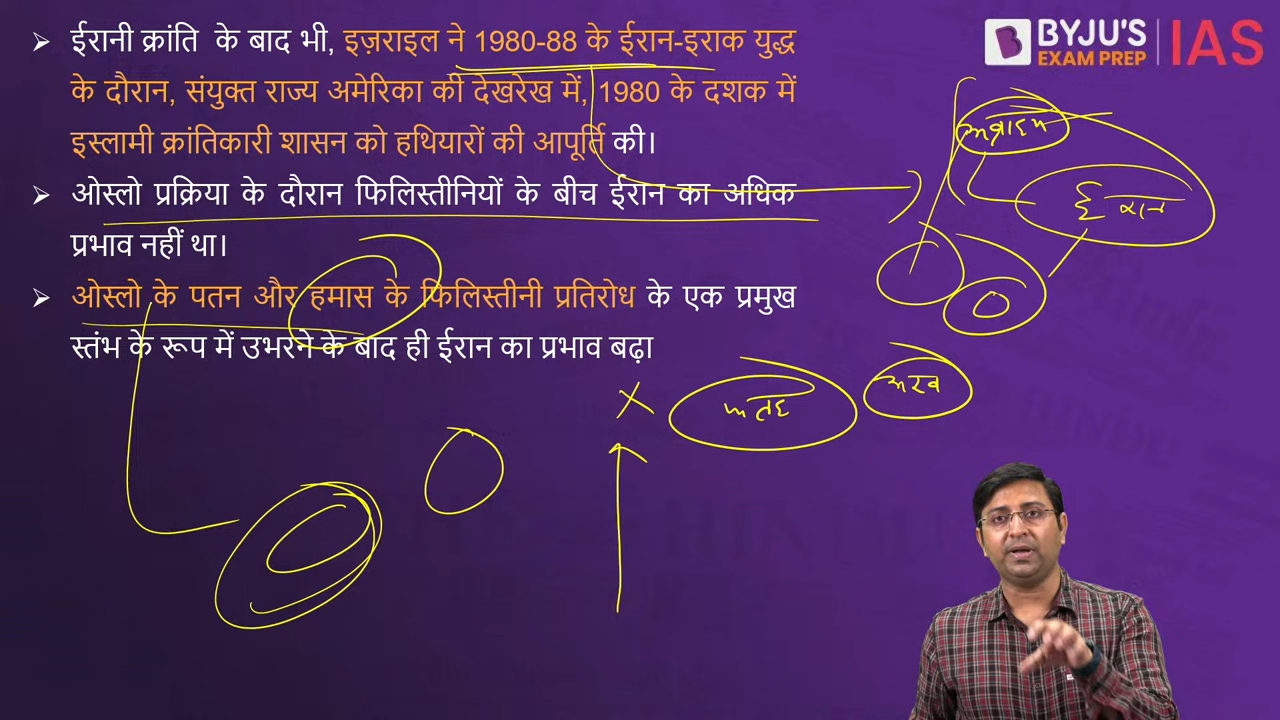 ईरानी क्रांति के बाद भी, इज़राइल ने 1980-88 के ईरान-इराक युद्ध
के दौरान, संयुक्त राज्य अमेरिका की देखरेख में, 1980 के दशक में
इस्लामी क्रांतिकारी शासन को हथियारों की आपूर्ति की।
ओस्लो प्रक्रिया के दौरान फिलिस्तीनियों के बीच ईरान का अधिक
प्रभाव नहीं था।
ओस्लो के पतन और हमास के फिलिस्तीनी प्रतिरोध के एक प्रमुख
स्तंभ के रूप में उभरने के बाद ही ईरान का प्रभाव बढ़ा
BYJU'S
EXAM PREP
IAS
ईरान
अरब